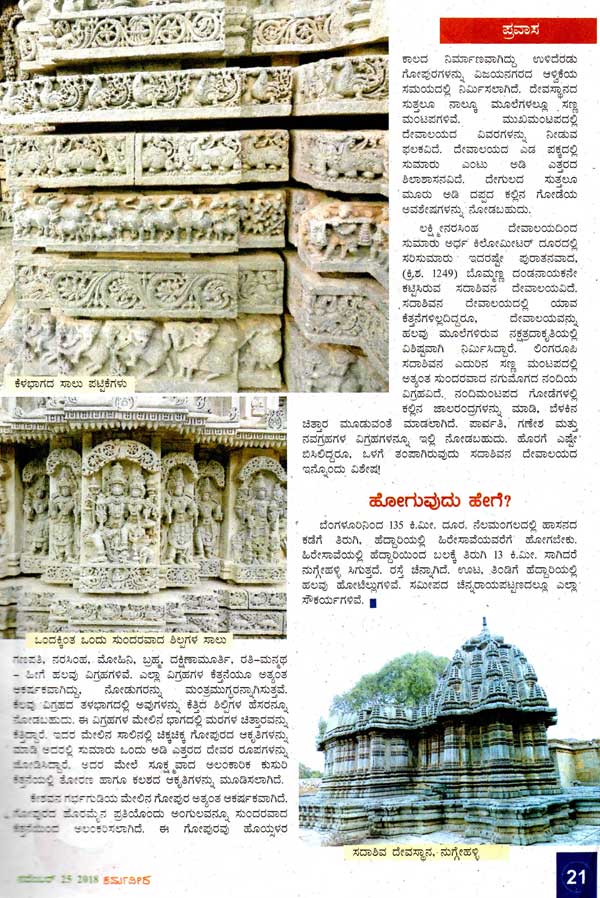 ಪ್ರವಾಸ
ಕೆಳಭಾಗದ ಸಾಲು ಪಟ್ಟಿಕೆಗಳು
ಒಂದಕ್ಕಿಂತ ಒಂದು ಸುಂದರವಾದ ಶಿಲ್ಪಗಳ ಸಾಲು
ಗಣಪತಿ, ನರಸಿಂಹ, ಮೋಹಿನಿ, ಬ್ರಹ್ಮ, ದಕ್ಷಿಣಾಮೂರ್ತಿ, ರತಿ-ಮನ್ಮಥ
– ಹೀಗೆ ಹಲವು ವಿಗ್ರಹಗಳಿವೆ. ಎಲ್ಲಾ ವಿಗ್ರಹಗಳ ಕೆತ್ತನೆಯೂ ಅತ್ಯಂತ
ಆಕರ್ಷಕವಾಗಿದ್ದು, ನೋಡುಗರನ್ನು ಮಂತ್ರಮುಗ್ಧರನ್ನಾಗಿಸುತ್ತವೆ.
ಕೆಲವು ವಿಗ್ರಹದ ತಳಭಾಗದಲ್ಲಿ ಅವುಗಳನ್ನು ಕೆತ್ತಿದ ಶಿಲ್ಪಿಗಳ ಹೆಸರನ್ನೂ
ನೋಡಬಹುದು. ಈ ವಿಗ್ರಹಗಳ ಮೇಲಿನ ಭಾಗದಲ್ಲಿ ಮರಗಳ ಚಿತ್ತಾರವನ್ನು
ಕೆತ್ತಿದ್ದಾರೆ. ಇದರ ಮೇಲಿನ ಸಾಲಿನಲ್ಲಿ ಚಿಕ್ಕಚಿಕ್ಕ ಗೋಪುರದ ಆಕೃತಿಗಳನ್ನು
ಮಾಡಿ ಅದರಲ್ಲಿ ಸುಮಾರು ಒಂದು ಅಡಿ ಎತ್ತರದ ದೇವರ ರೂಪಗಳನ್ನು
ಜೋಡಿಸಿದ್ದಾರೆ. ಅದರ ಮೇಲೆ ಸೂಕ್ಷ್ಮವಾದ ಅಲಂಕಾರಿಕ ಕುಸುರಿ
ಕೆತ್ತನೆಯಲ್ಲಿ ತೋರಣ ಹಾಗೂ ಕಲಶದ ಆಕೃತಿಗಳನ್ನು ಮೂಡಿಸಲಾಗಿದೆ.
ಕೇಶವನ ಗರ್ಭಗುಡಿಯ ಮೇಲಿನ ಗೋಪುರ ಅತ್ಯಂತ ಆಕರ್ಷಕವಾಗಿದೆ.
ಗೋಪುರದ ಹೊರಮೈನ ಪ್ರತಿಯೊಂದು ಅಂಗುಲವನ್ನೂ ಸುಂದರವಾದ
ಕೆತ್ತನೆಯಿಂದ ಅಲಂಕರಿಸಲಾಗಿದೆ. ಈ ಗೋಪುರವು ಹೊಯ್ಸಳರ
ಕಾಲದ ನಿರ್ಮಾಣವಾಗಿದ್ದು ಉಳಿದೆರಡು
ಗೋಪುರಗಳನ್ನು ವಿಜಯನಗರದ ಆಳ್ವಿಕೆಯ
ಸಮಯದಲ್ಲಿ ನಿರ್ಮಿಸಲಾಗಿದೆ. ದೇವಸ್ಥಾನದ
ಸುತ್ತಲೂ ನಾಲ್ಕೂ ಮೂಲೆಗಳಲ್ಲೂ ಸಣ್ಣ
ಮಂಟಪಗಳಿವೆ. ಮುಖಮಂಟಪದಲ್ಲಿ
ದೇವಾಲಯದ ವಿವರಗಳನ್ನು ನೀಡುವ
ಫಲಕವಿದೆ. ದೇವಾಲಯದ ಎಡ ಪಕ್ಕದಲ್ಲಿ
ಸುಮಾರು ಎಂಟು ಅಡಿ ಎತ್ತರದ
ಶಿಲಾಶಾಸನವಿದೆ. ದೇಗುಲದ ಸುತ್ತಲೂ
ಮೂರು ಅಡಿ ದಪ್ಪದ ಕಲ್ಲಿನ ಗೋಡೆಯ
ಅವಶೇಷಗಳನ್ನು ನೋಡಬಹುದು.
ಲಕ್ಷ್ಮೀನರಸಿಂಹ ದೇವಾಲಯದಿಂದ
ಸುಮಾರು ಅರ್ಧ ಕಿಲೋಮೀಟರ್ ದೂರದಲ್ಲಿ
ಸರಿಸುಮಾರು ಇದರಷ್ಟೇ ಪುರಾತನವಾದ,
(ಕ್ರಿ.ಶ. 1249) ಬೊಮ್ಮಣ್ಣ ದಂಡನಾಯಕನೇ
ಕಟ್ಟಿಸಿರುವ ಸದಾಶಿವನ ದೇವಾಲಯವಿದೆ.
ಸದಾಶಿವನ ದೇವಾಲಯದಲ್ಲಿ ಯಾವ
ಕೆತ್ತನೆಗಳಿಲ್ಲದಿದ್ದರೂ, ದೇವಾಲಯವನ್ನು
ಹಲವು ಮೂಲೆಗಳಿರುವ ನಕ್ಷತ್ರದಾಕೃತಿಯಲ್ಲಿ
ವಿಶಿಷ್ಟವಾಗಿ ನಿರ್ಮಿಸಿದ್ದಾರೆ. ಲಿಂಗರೂಪಿ
ಸದಾಶಿವನ ಎದುರಿನ ಸಣ್ಣ ಮಂಟಪದಲ್ಲಿ
ಅತ್ಯಂತ ಸುಂದರವಾದ ನಗುಮೊಗದ ನಂದಿಯ
ವಿಗ್ರಹವಿದೆ. ನಂದಿಮಂಟಪದ ಗೋಡೆಗಳಲ್ಲಿ
ಕಲ್ಲಿನ ಜಾಲರಂಧ್ರಗಳನ್ನು ಮಾಡಿ, ಬೆಳಕಿನ
ಚಿತ್ತಾರ ಮೂಡುವಂತೆ ಮಾಡಲಾಗಿದೆ. ಪಾರ್ವತಿ, ಗಣೇಶ ಮತ್ತು
ನವಗ್ರಹಗಳ ವಿಗ್ರಹಗಳನ್ನೂ ಇಲ್ಲಿ ನೋಡಬಹುದು. ಹೊರಗೆ ಎಷ್ಟೇ
ಬಿಸಿಲಿದ್ದರೂ, ಒಳಗೆ ತಂಪಾಗಿರುವುದು ಸದಾಶಿವನ ದೇವಾಲಯದ
ಇನ್ನೊಂದು ವಿಶೇಷ!
ಹೋಗುವುದು ಹೇಗೆ?
ಬೆಂಗಳೂರಿನಿಂದ 135 ಕಿ.ಮೀ. ದೂರ. ನೆಲಮಂಗಲದಲ್ಲಿ ಹಾಸನದ
ಕಡೆಗೆ ತಿರುಗಿ, ಹೆದ್ದಾರಿಯಲ್ಲಿ ಹಿರೇಸಾವೆಯವರೆಗೆ ಹೋಗಬೇಕು.
ಹಿರೇಸಾವೆಯಲ್ಲಿ ಹೆದ್ದಾರಿಯಿಂದ ಬಲಕ್ಕೆ ತಿರುಗಿ 13 ಕಿ.ಮೀ. ಸಾಗಿದರೆ
ನುಗ್ಗೇಹಳ್ಳಿ ಸಿಗುತ್ತದೆ. ರಸ್ತೆ ಚೆನ್ನಾಗಿದೆ. ಊಟ, ತಿಂಡಿಗೆ ಹೆದ್ದಾರಿಯಲ್ಲಿ
ಹಲವು ಹೋಟೆಲ್ಲುಗಳಿವೆ. ಸಮೀಪದ ಚೆನ್ನರಾಯಪಟ್ಟಣದಲ್ಲೂ ಎಲ್ಲಾ
ಸೌಕರ್ಯಗಳಿವೆ.
ಸದಾಶಿವ ದೇವಸ್ಥಾನ, ನುಗ್ಗೇಹಳ್ಳಿ
ನವೆಂಬರ್ 25 2018 ಕರ್ಮವೀರ
21